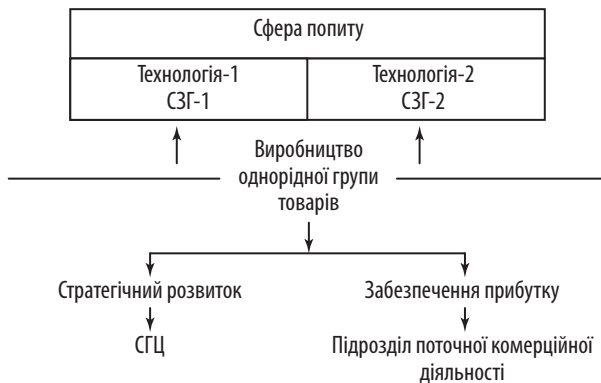 Сфера попиту
Технологія-1
СЗГ-1
Технологія-2
СЗГ-2
Виробництво
однорідної групи
товарів
Стратегічний розвиток
Забезпечення прибутку
СГЦ
Підрозділ поточної комерційної
діяльності